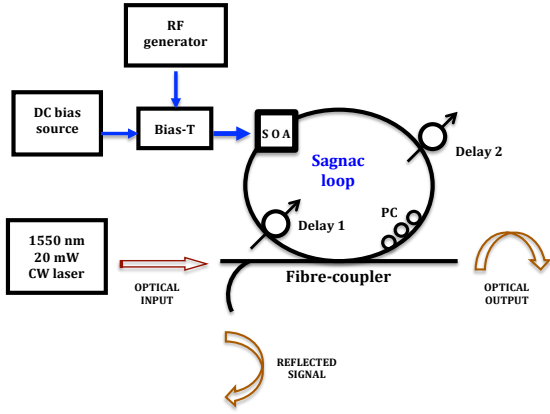 RF
generator
DC bias
source
Bias-T
S O A
Sagnac
loop
Delay 2
Delay 1
PC
1550 nm
20 mW
CW laser
OPTICAL
INPUT
Fibre-coupler
OPTICAL
OUTPUT
REFLECTED
SIGNAL